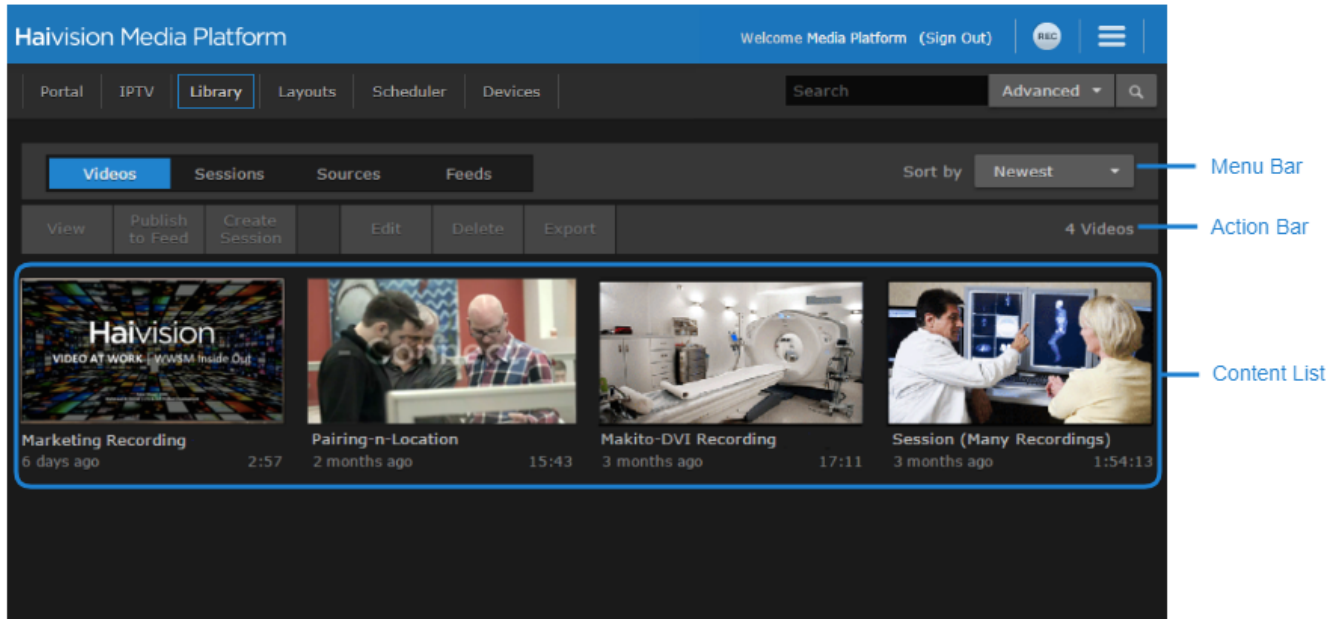 Haivision Media Platform
Welcome Media Platform (Sign Out)
REC
Portal
IPTV
Library
Layouts
Scheduler
Devices
Search
Advanced
Videos
Sessions
Sources
Feeds
Sort by
Newest
Menu Bar
View
Publish
to Feed
Create
Session
Edit
Delete
Export
4 Videos
Action Bar
Haivision
VIDEO AT WORK | WWSM Inside Out
Marketing Recording
6 days ago
2:57
Pairing-n-Location
2 months ago
15:43
Makito-DVI Recording
3 months ago
17:11
Session (Many Recordings)
3 months ago
1:54:13
Content List